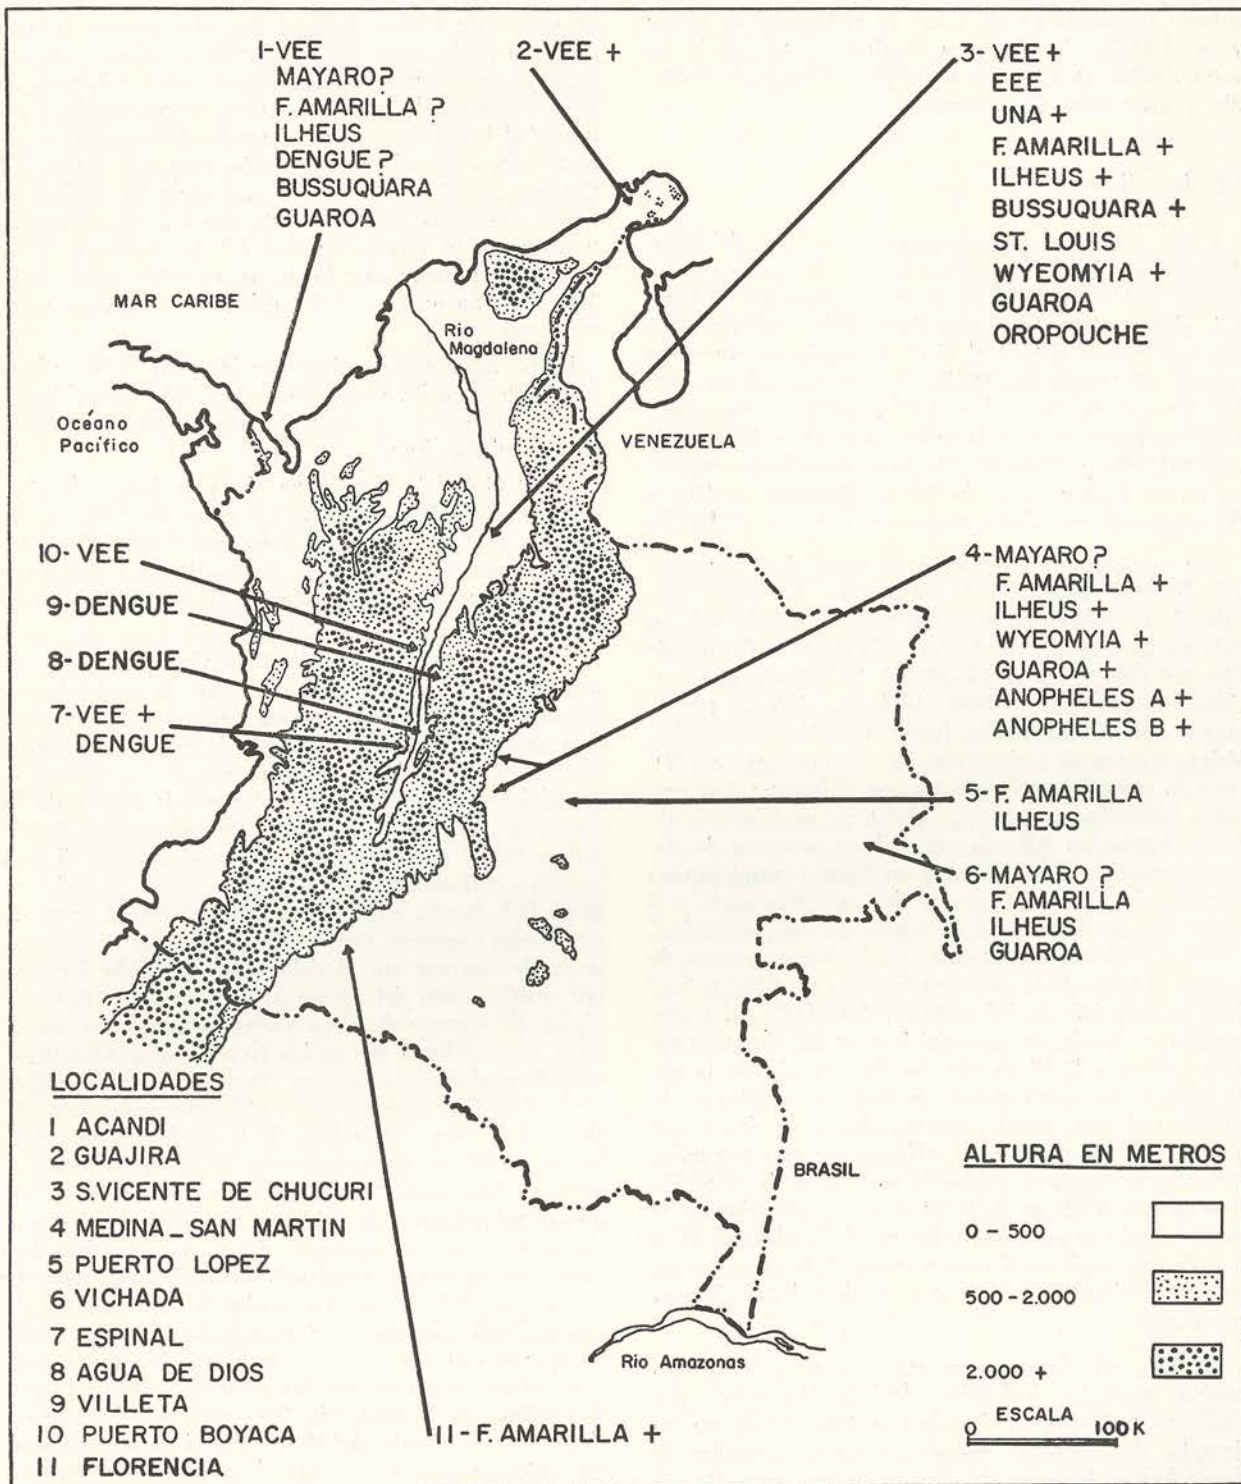 1-VEE
MAYARO?
F. AMARILLA ?
ILHEUS
DENGUE ?
BUSSUQUARA
GUAROA
2-VEE +
3- VEE +
EEE
UNA +
F. AMARILLA +
ILHEUS +
BUSSUQUARA +
ST. LOUIS
WYEOMYIA +
GUAROA
OROPOUCHE
MAR CARIBE
Rio
Magdalena
Océano
Pacífico
VENEZUELA
10- VEE
9-DENGUE
8-DENGUE
7-VEE +
DENGUE
4-MAYARO?
F. AMARILLA +
ILHEUS +
WYEOMYIA +
GUAROA +
ANOPHELES A +
ANOPHELES B +
5- F. AMARILLA
ILHEUS
6-MAYARO ?
F. AMARILLA
ILHEUS
GUAROA
LOCALIDADES
1 ACANDI
2 GUAJIRA
3 S.VICENTE DE CHUCURI
4 MEDINA_SAN MARTIN
5 PUERTO LOPEZ
6 VICHADA
7 ESPINAL
8 AGUA DE DIOS
9 VILLETA
10 PUERTO BOYACA
11 FLORENCIA
11- F. AMARILLA +
BRASIL
Rio Amazonas
ALTURA EN METROS
0 - 500
500 - 2.000
2.000 +
0 ESCALA 100K